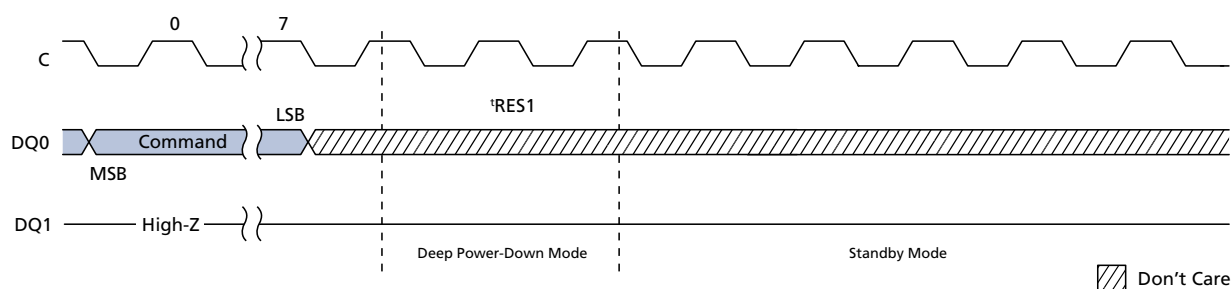 0 7
C
ᵗRES1
LSB
DQ0 Command
MSB
DQ1 High-Z
Deep Power-Down Mode Standby Mode
Don't Care